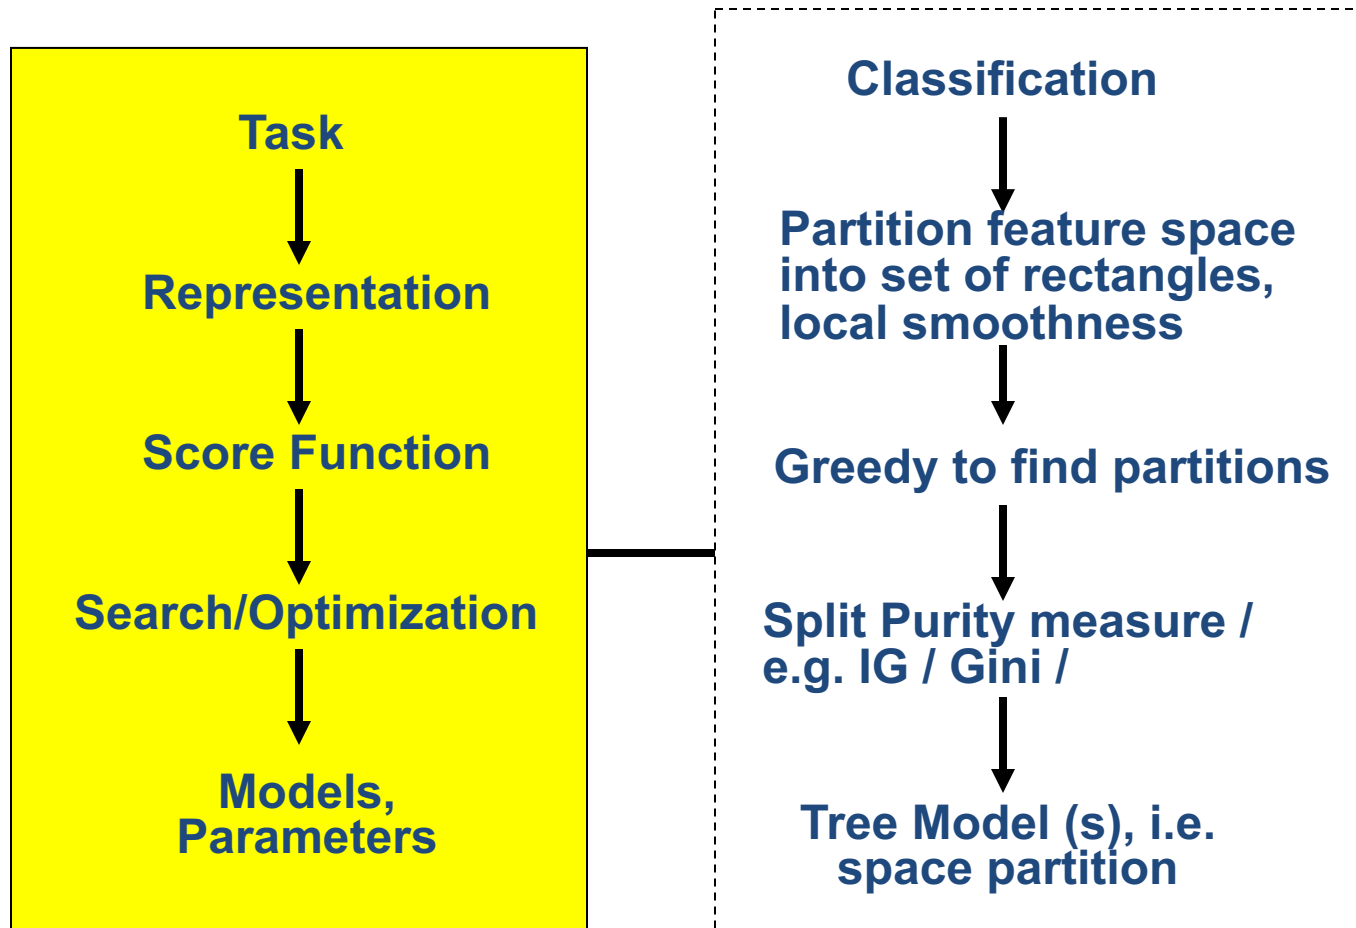 Task
Representation
Score Function
Search/Optimization
Models,
Parameters
Classification
Partition feature space
into set of rectangles,
local smoothness
Greedy to find partitions
Split Purity measure /
e.g. IG / Gini /
Tree Model (s), i.e.
space partition